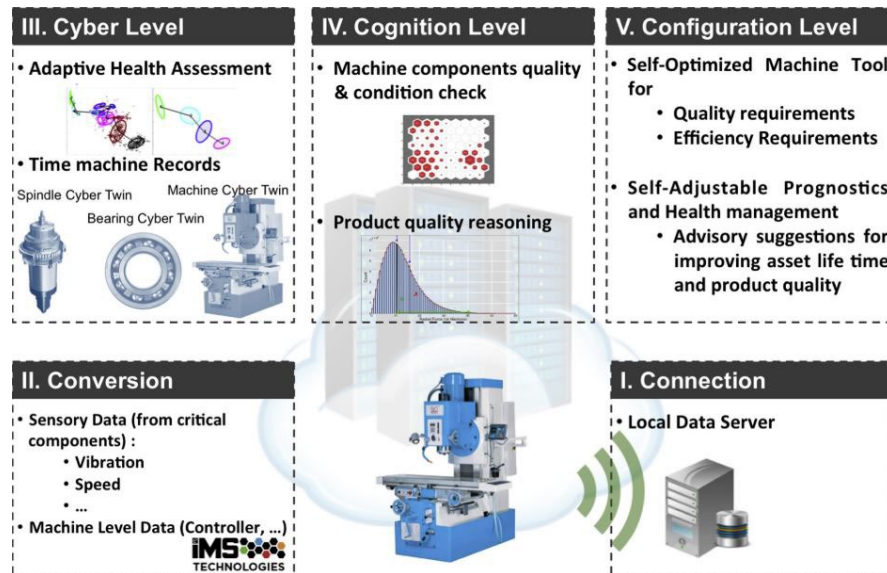 III. Cyber Level
• Adaptive Health Assessment
• Time machine Records
Spindle Cyber Twin
Machine Cyber Twin
Bearing Cyber Twin
IV. Cognition Level
• Machine components quality
& condition check
• Product quality reasoning
V. Configuration Level
• Self-Optimized Machine Tool
for
• Quality requirements
• Efficiency Requirements
• Self-Adjustable Prognostics
and Health management
• Advisory suggestions for
improving asset life time
and product quality
II. Conversion
• Sensory Data (from critical
components) :
• Vibration
• Speed
• ...
• Machine Level Data (Controller, ...)
IMS
TECHNOLOGIES
I. Connection
• Local Data Server